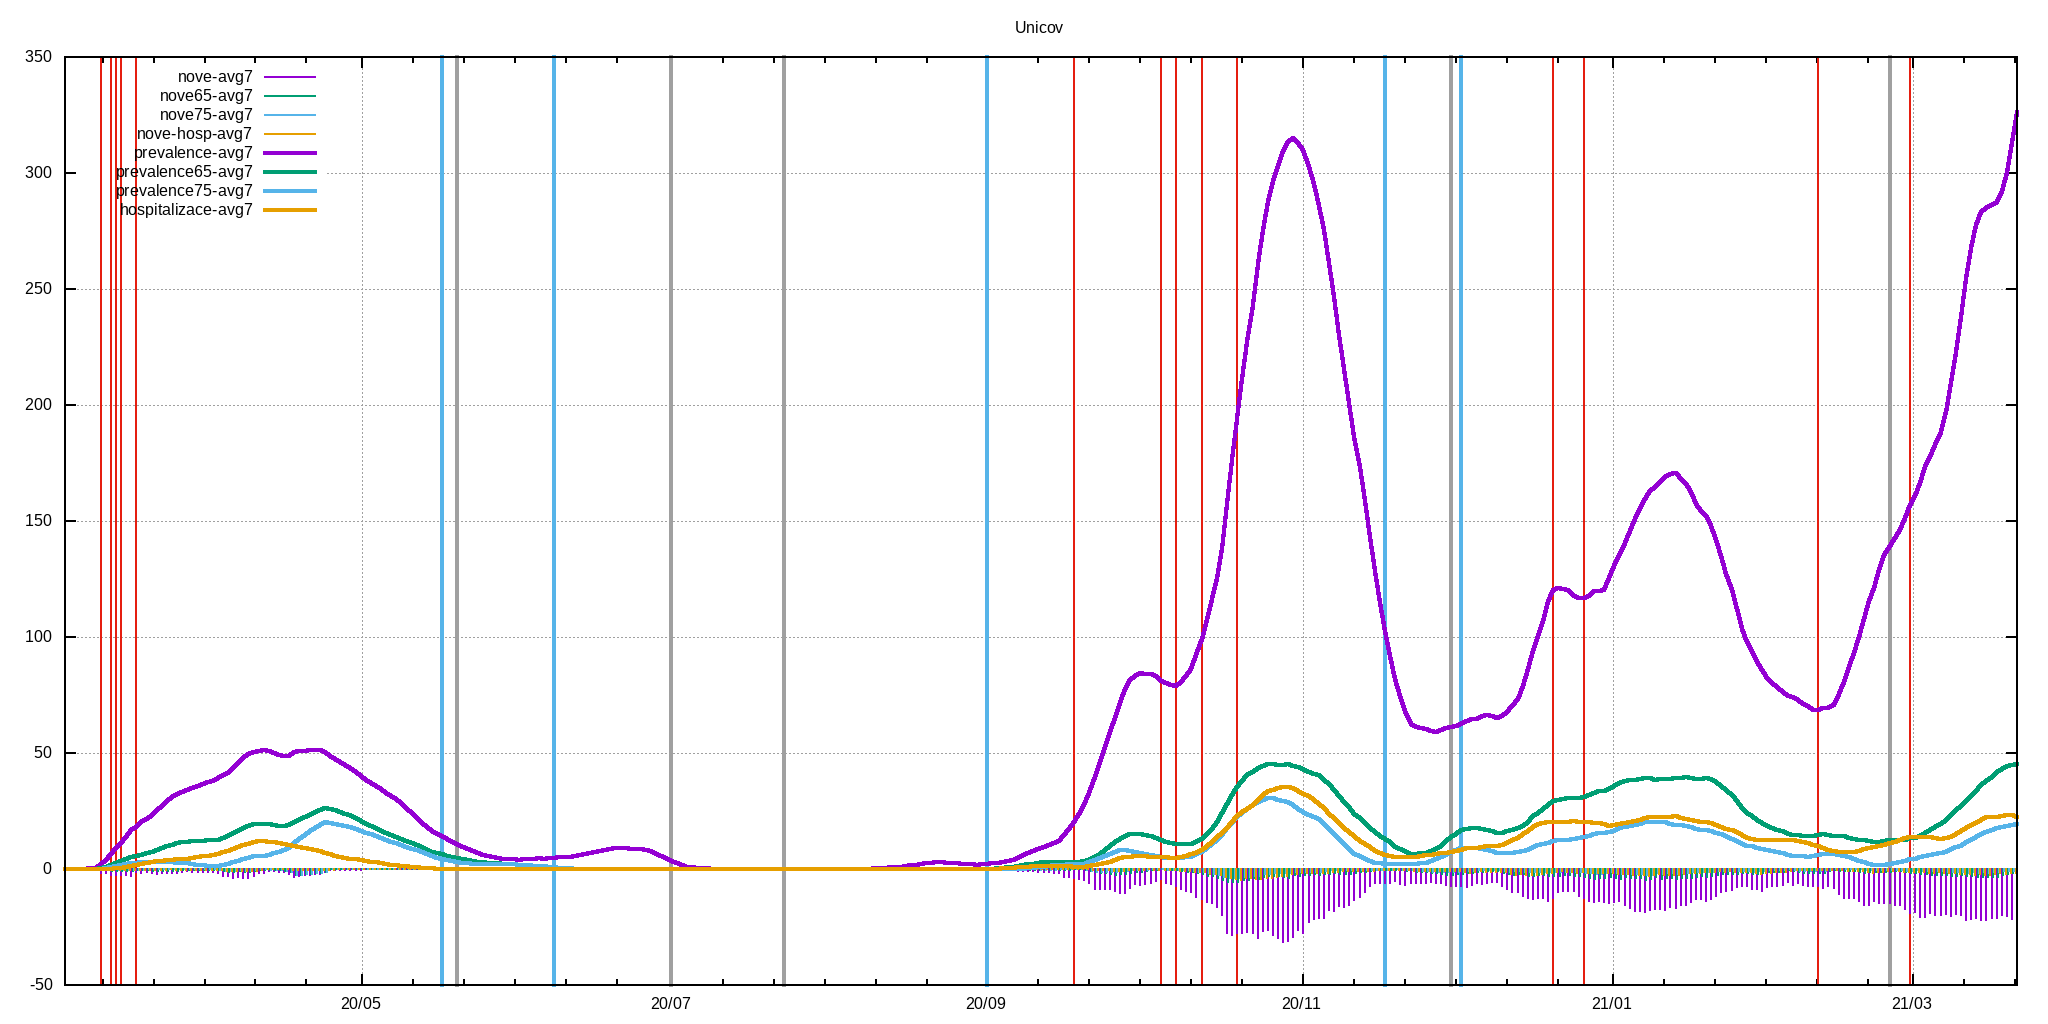 Unicov
350
300
250
200
150
100
50
0
-50
nove-avg7
nove65-avg7
nove75-avg7
nove-hosp-avg7
prevalence-avg7
prevalence65-avg7
prevalence75-avg7
hospitalizace-avg7
20/05 20/07 20/09 20/11 21/01 21/03